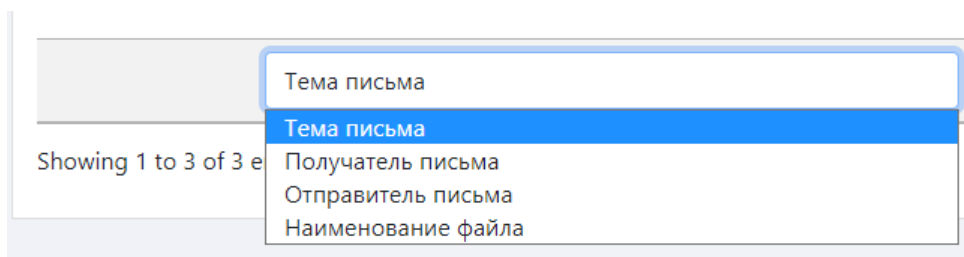 Тема письма
Тема письма
Showing 1 to 3 of 3 e
Получатель письма
Отправитель письма
Наименование файла